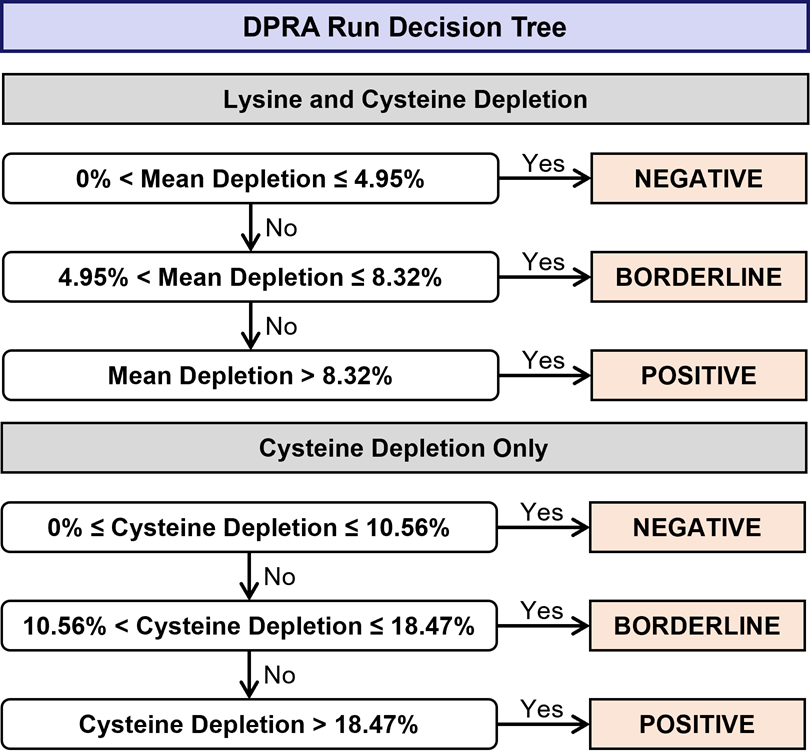 DPRA Run Decision Tree
Lysine and Cysteine Depletion
0% < Mean Depletion ≤ 4.95%
Yes
NEGATIVE
No
4.95% < Mean Depletion ≤ 8.32%
Yes
BORDERLINE
No
Mean Depletion > 8.32%
Yes
POSITIVE
Cysteine Depletion Only
0% ≤ Cysteine Depletion ≤ 10.56%
Yes
NEGATIVE
No
10.56% < Cysteine Depletion ≤ 18.47%
Yes
BORDERLINE
No
Cysteine Depletion > 18.47%
Yes
POSITIVE